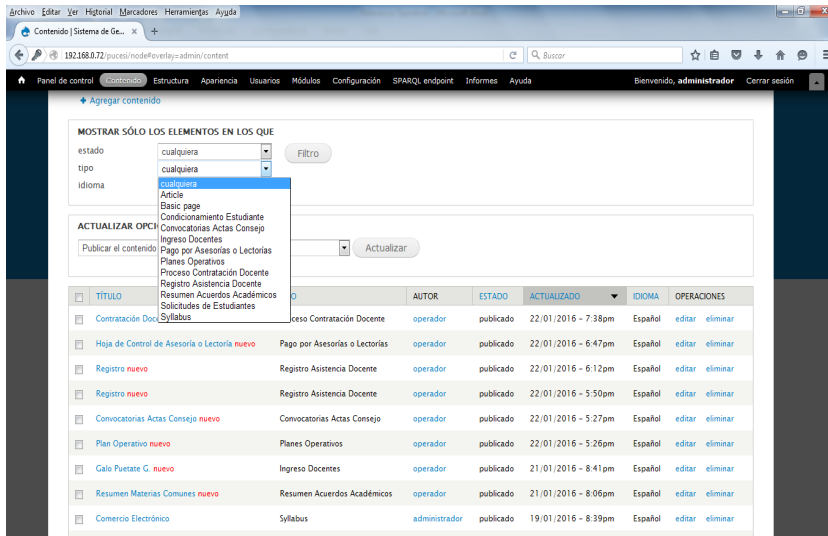 Archivo Editar Ver Historial Marcadores Herramientas Ayuda
Contenido | Sistema de Ge... × +
192.168.0.72/pucesi/node#overlay=admin/content
Buscar
Panel de control Contenido Estructura Apariencia Usuarios Módulos Configuración SPARQL endpoint Informes Ayuda Bienvenido, administrador Cerrar sesión
+ Agregar contenido
MOSTRAR SÓLO LOS ELEMENTOS EN LOS QUE
estado cualquiera Filtro
tipo cualquiera
idioma cualquiera
Article
Basic page
Condicionamiento Estudiante
ACTUALIZAR OPCI Convocatorias Actas Consejo
Ingreso Docentes
Publicar el contenido Pago por Asesorías o Lectorías Actualizar
Planes Operativos
Proceso Contratación Docente
Registro Asistencia Docente
Resumen Acuerdos Académicos
Solicitudes de Estudiantes
Syllabus
TÍTULO O AUTOR ESTADO ACTUALIZADO IDIOMA OPERACIONES
Contratación Doc ceso Contratación Docente operador publicado 22/01/2016 - 7:38pm Español editar eliminar
Hoja de Control de Asesoría o Lectoría nuevo Pago por Asesorías o Lectorías operador publicado 22/01/2016 - 6:47pm Español editar eliminar
Registro nuevo Registro Asistencia Docente operador publicado 22/01/2016 - 6:12pm Español editar eliminar
Registro nuevo Registro Asistencia Docente operador publicado 22/01/2016 - 5:50pm Español editar eliminar
Convocatorias Actas Consejo nuevo Convocatorias Actas Consejo operador publicado 22/01/2016 - 5:27pm Español editar eliminar
Plan Operativo nuevo Planes Operativos operador publicado 22/01/2016 - 5:26pm Español editar eliminar
Galo Puetate G. nuevo Ingreso Docentes operador publicado 21/01/2016 - 8:41pm Español editar eliminar
Resumen Materias Comunes nuevo Resumen Acuerdos Académicos operador publicado 21/01/2016 - 8:06pm Español editar eliminar
Comercio Electrónico Syllabus administrador publicado 19/01/2016 - 8:39pm Español editar eliminar